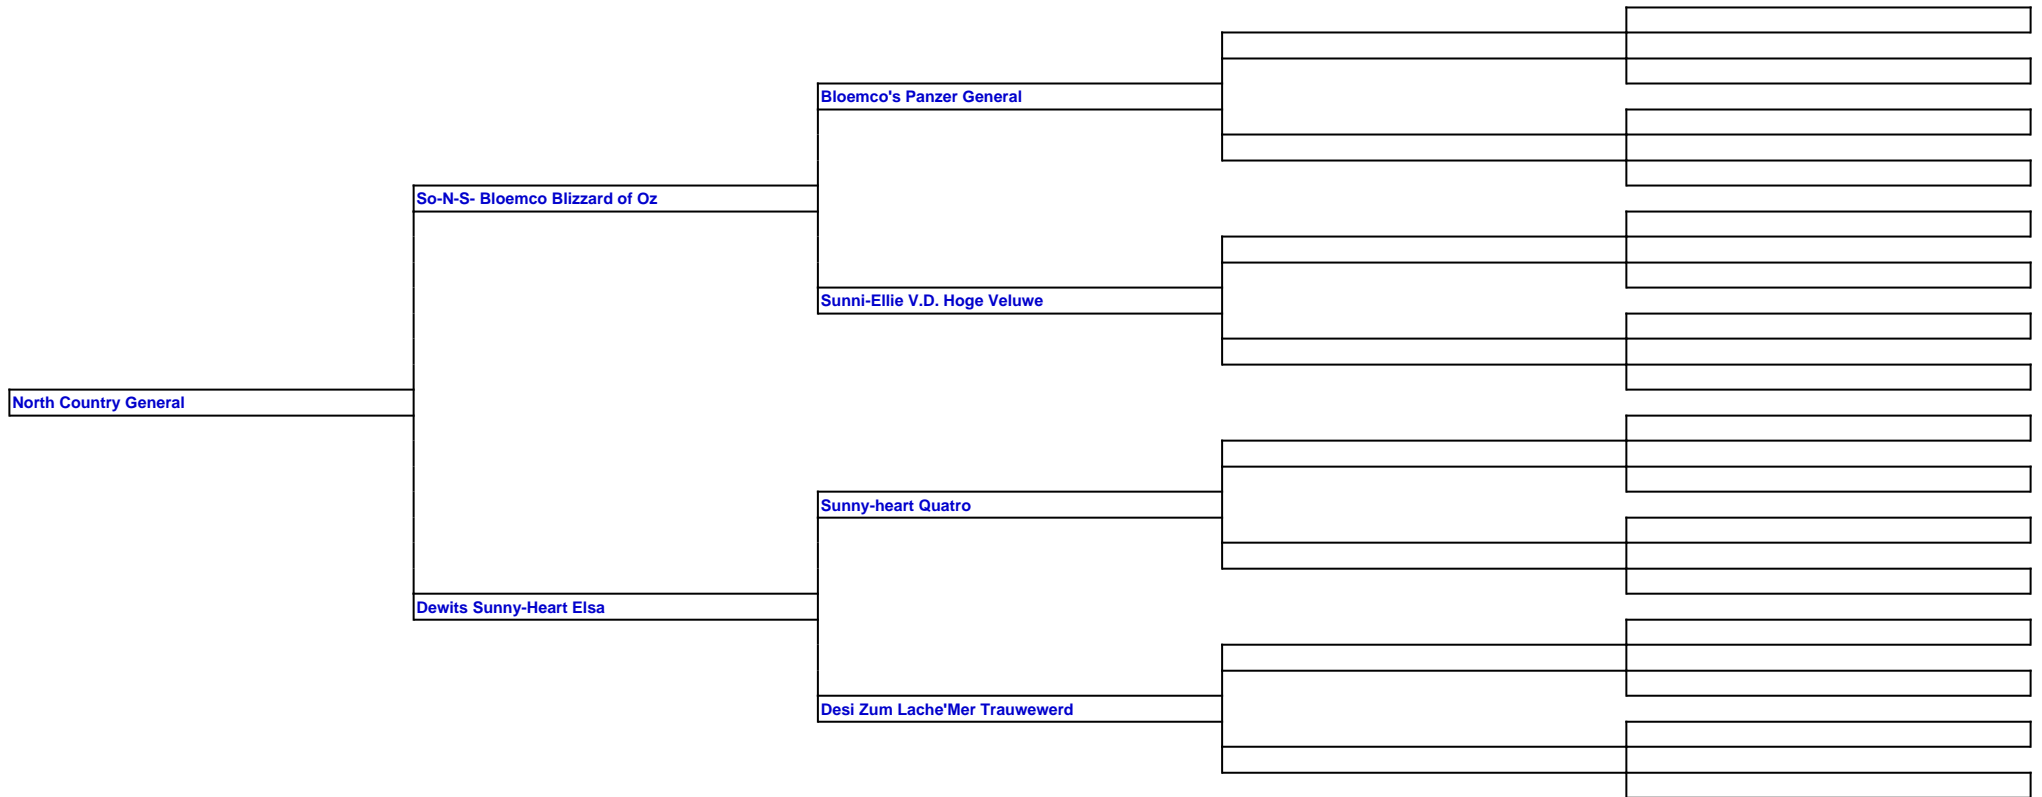 Bloemco's Panzer General
So-N-S- Bloemco Blizzard of Oz
Sunni-Ellie V.D. Hoge Veluwe
North Country General
Sunny-heart Quatro
Dewits Sunny-Heart Elsa
Desi Zum Lache'Mer Trauwewerd